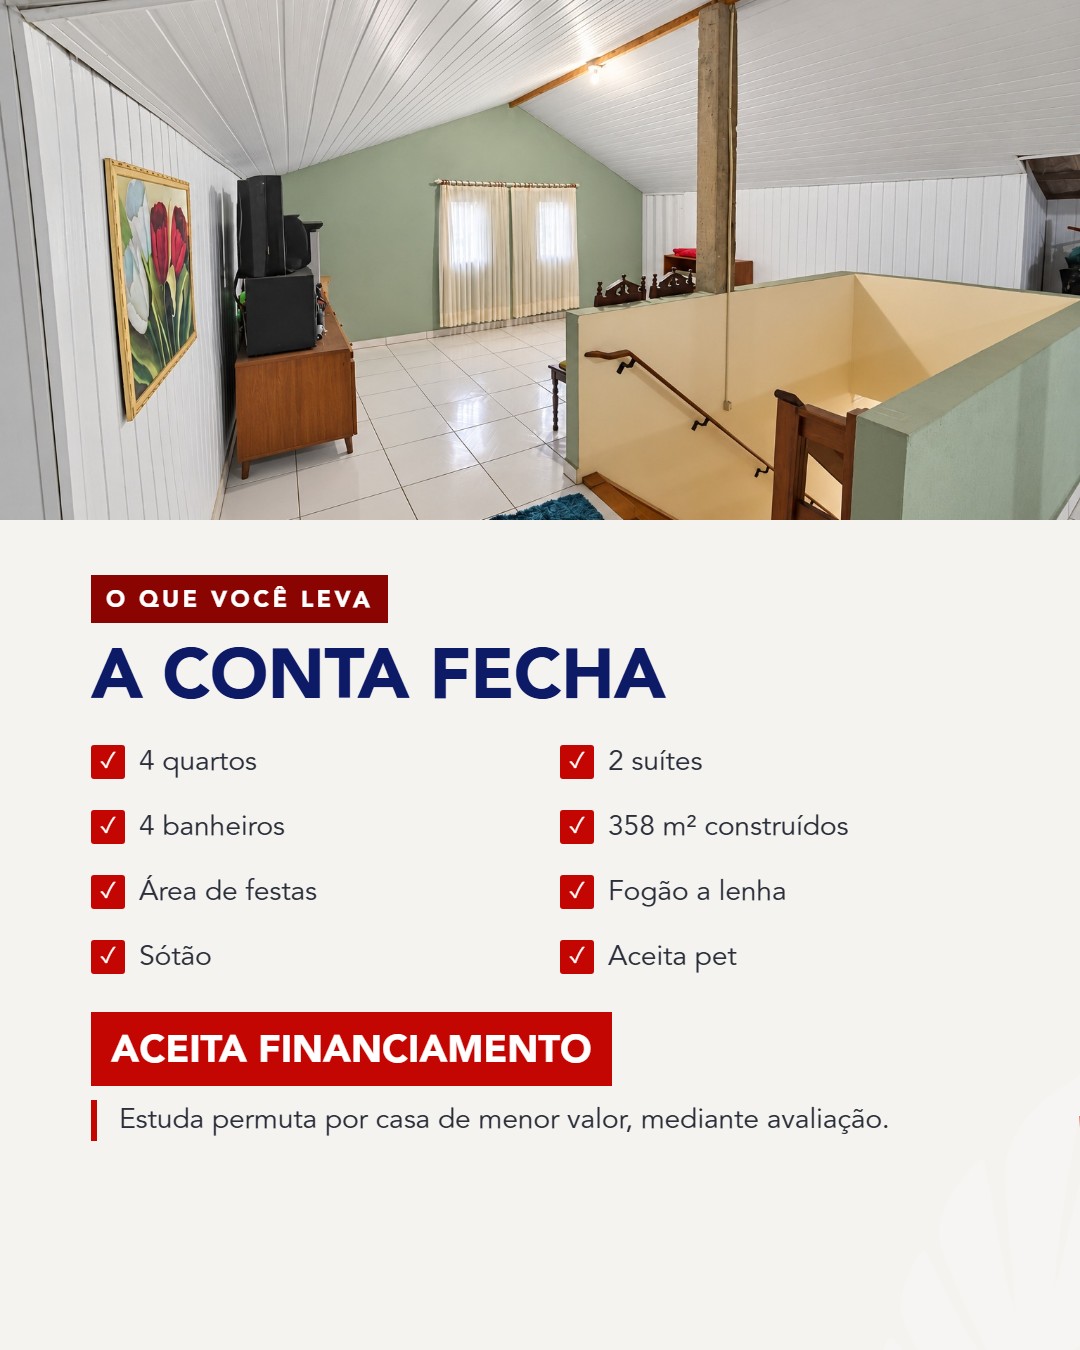 O QUE VOCÊ LEVA
A CONTA FECHA
✓ 4 quartos
✓ 2 suítes
✓ 4 banheiros
✓ 358 m² construídos
✓ Área de festas
✓ Fogão a lenha
✓ Sótão
✓ Aceita pet
ACEITA FINANCIAMENTO
Estuda permuta por casa de menor valor, mediante avaliação.